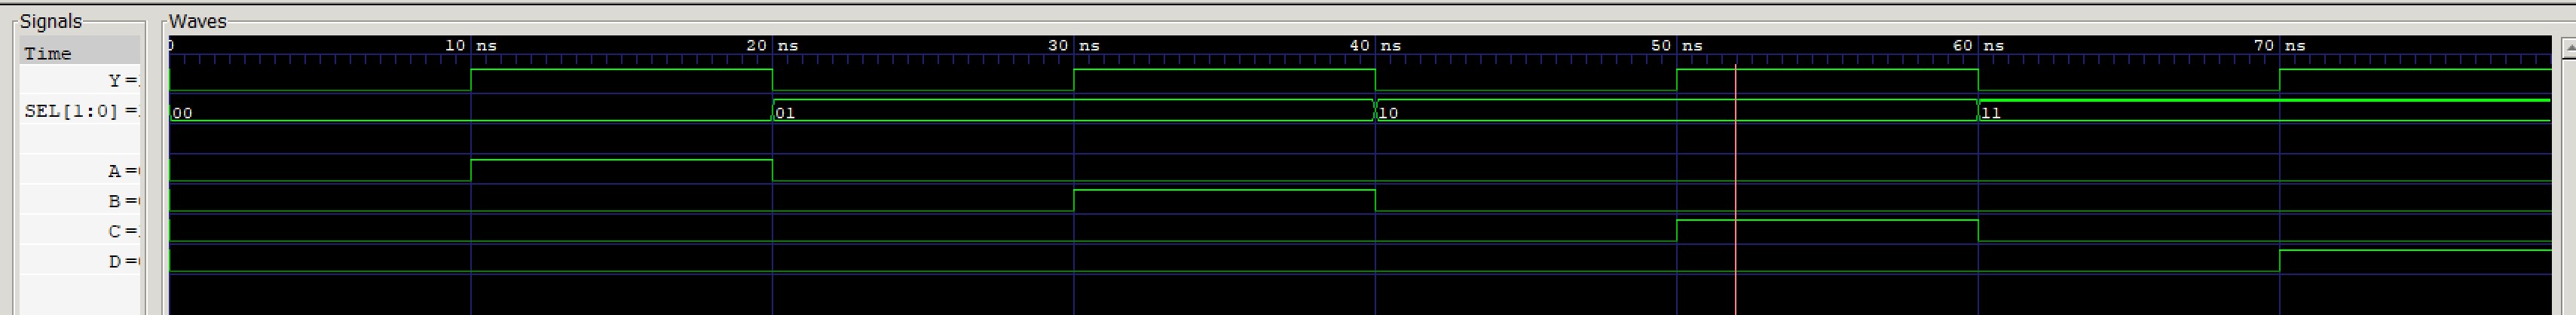 Signals Waves
Time 0 10 ns 20 ns 30 ns 40 ns 50 ns 60 ns 70 ns
Y=
SEL[1:0] = 00 01 10 11
A=
B=
C=
D=